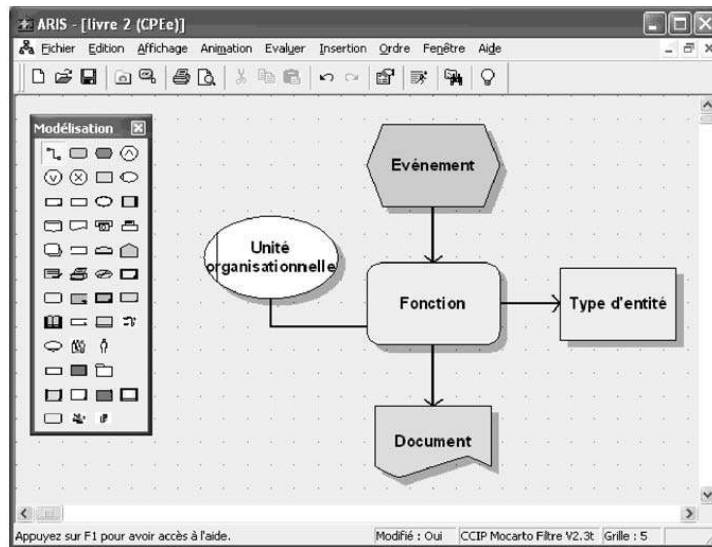 ARIS - [livre 2 (CPEe)]
Fichier Edition Affichage Animation Evaluer Insertion Ordre Fenêtre Aide
Modélisation
Evénement
Unité
organisationnelle
Fonction
Type d'entité
Document
Appuyez sur F1 pour avoir accès à l'aide. Modifié : Oui CCIP Mocarto Filtre V2.3t Grille : 5